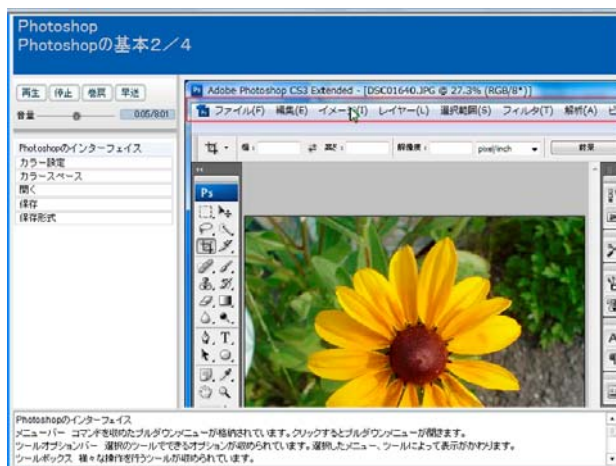 Photoshop
Photoshopの基本2/4
再生 停止 巻戻 早送
音量 0:05/8:01
Photoshopのインターフェイス
カラー設定
カラースペース
開く
保存
保存形式
Adobe Photoshop CS3 Extended - [DSC01640.JPG @ 27.3% (RGB/8*)]
ファイル(F) 編集(E) イメージ(I) レイヤー(L) 選択範囲(S) フィルタ(T) 解析(A) ビ
幅: 高さ: 解像度: pixel/inch 前景
Ps
Photoshopのインターフェイス
メニューバー コマンドを収めたプルダウンメニューが格納されています。クリックするとプルダウンメニューが開きます。
ツールオプションバー 選択のツールでできるオプションが収められています。選択したメニュー、ツールによって表示がかわります。
ツールボックス 様々な操作を行うツールが収められています。